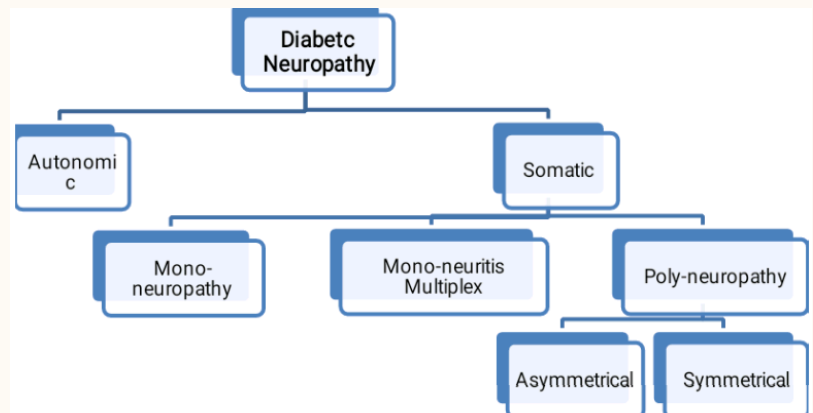 Diabetc
Neuropathy
Autonomi
c
Somatic
Mono-
neuropathy
Mono-neuritis
Multiplex
Poly-neuropathy
Asymmetrical
Symmetrical